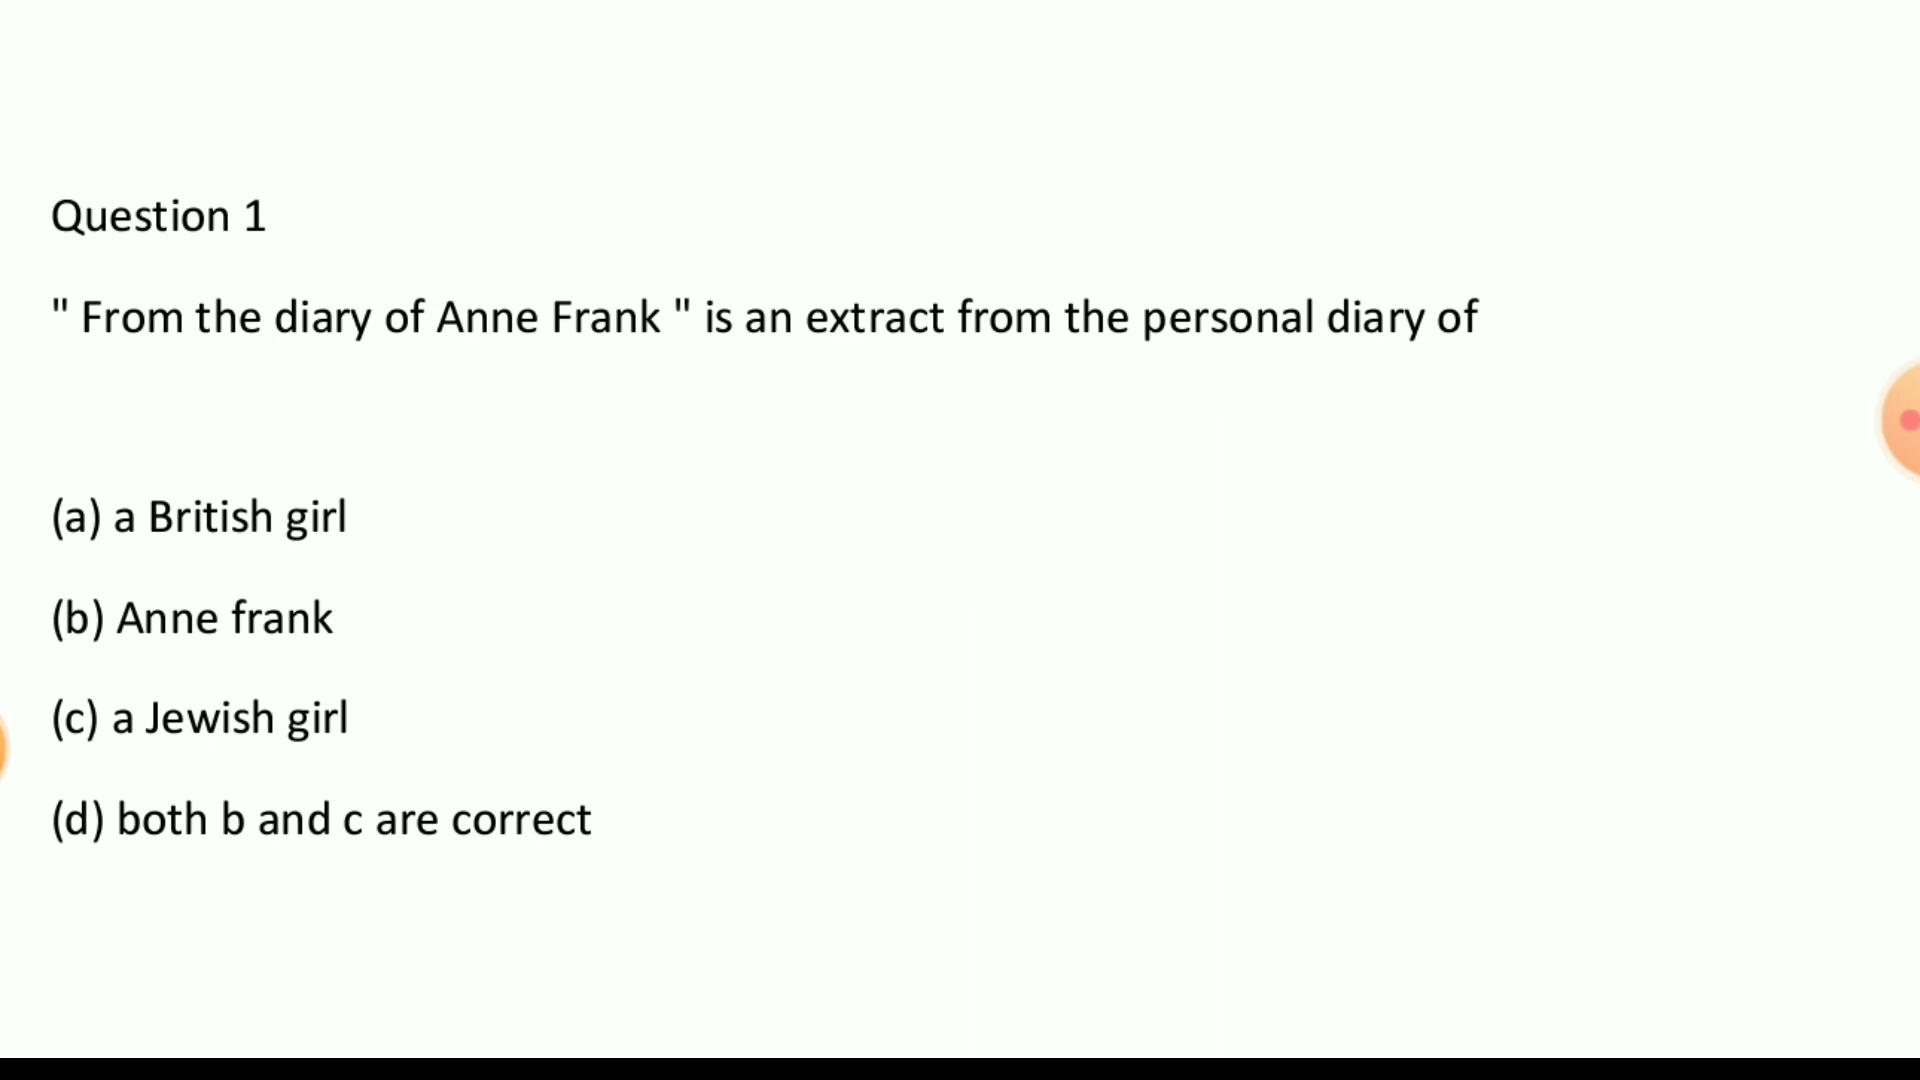 Question 1
" From the diary of Anne Frank " is an extract from the personal diary of
(a) a British girl
(b) Anne frank
(c) a Jewish girl
(d) both b and c are correct